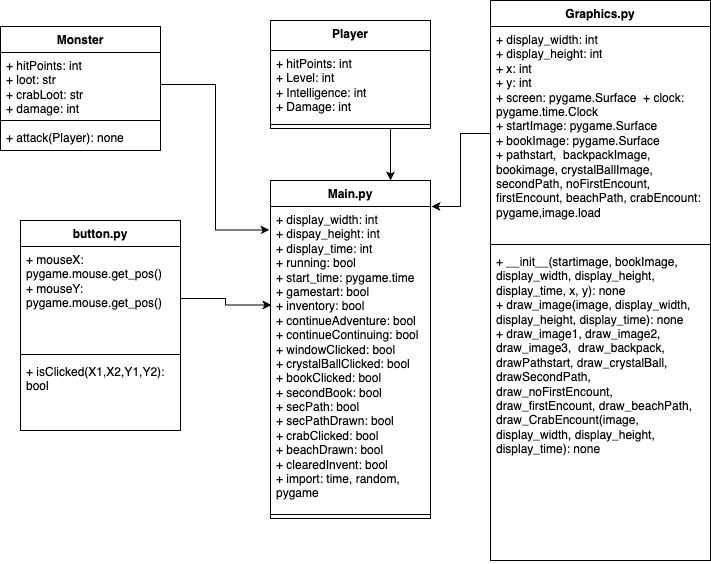 Monster
+ hitPoints: int
+ loot: str
+ crabLoot: str
+ damage: int
+ attack(Player): none
Player
+ hitPoints: int
+ Level: int
+ Intelligence: int
+ Damage: int
Graphics.py
+ display_width: int
+ display_height: int
+ x: int
+ y: int
+ screen: pygame.Surface + clock:
pygame.time.Clock
+ startImage: pygame.Surface
+ bookImage: pygame.Surface
+ pathstart, backpackImage,
bookimage, crystalBallImage,
secondPath, noFirstEncount,
firstEncount, beachPath, crabEncount:
pygame,image.load
+ __init__(startimage, bookImage,
display_width, display_height,
display_time, x, y): none
+ draw_image(image, display_width,
display_height, display_time): none
+ draw_image1, draw_image2,
draw_image3, draw_backpack,
drawPathstart, draw_crystalBall,
drawSecondPath,
draw_noFirstEncount,
draw_firstEncount, draw_beachPath,
draw_CrabEncount(image,
display_width, display_height,
display_time): none
button.py
+ mouseX:
pygame.mouse.get_pos()
+ mouseY:
pygame.mouse.get_pos()
+ isClicked(X1,X2,Y1,Y2):
bool
Main.py
+ display_width: int
+ dispay_height: int
+ display_time: int
+ running: bool
+ start_time: pygame.time
+ gamestart: bool
+ inventory: bool
+ continueAdventure: bool
+ continueContinuing: bool
+ windowClicked: bool
+ crystalBallClicked: bool
+ bookClicked: bool
+ secondBook: bool
+ secPath: bool
+ secPathDrawn: bool
+ crabClicked: bool
+ beachDrawn: bool
+ clearedInvent: bool
+ import: time, random,
pygame